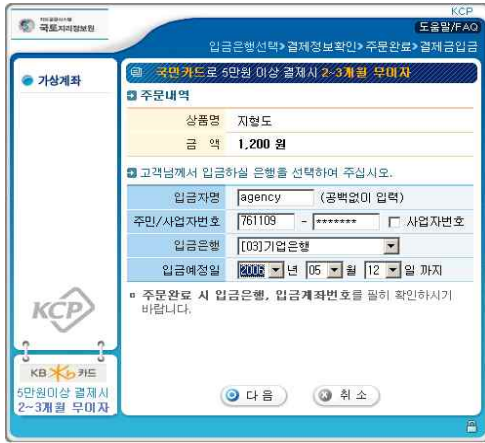 KCP
국토지리정보원
도움말/FAQ
입금은행선택>결제정보확인>주문완료>결제금입금
가상계좌
국민카드로 5만원 이상 결제시 2~3개월 무이자
주문내역
상품명 지형도
금 액 1,200 원
고객님께서 입금하실 은행을 선택하여 주십시오.
입금자명 agency (공백없이 입력)
주민/사업자번호 761109 - ******* 사업자번호
입금은행 [03]기업은행
입금예정일 2006 년 05 월 12 일 까지
주문완료 시 입금은행, 입금계좌번호를 필히 확인하시기
바랍니다.
KCP
KB 카드
5만원이상 결제시
2~3개월 무이자
다 음 취 소